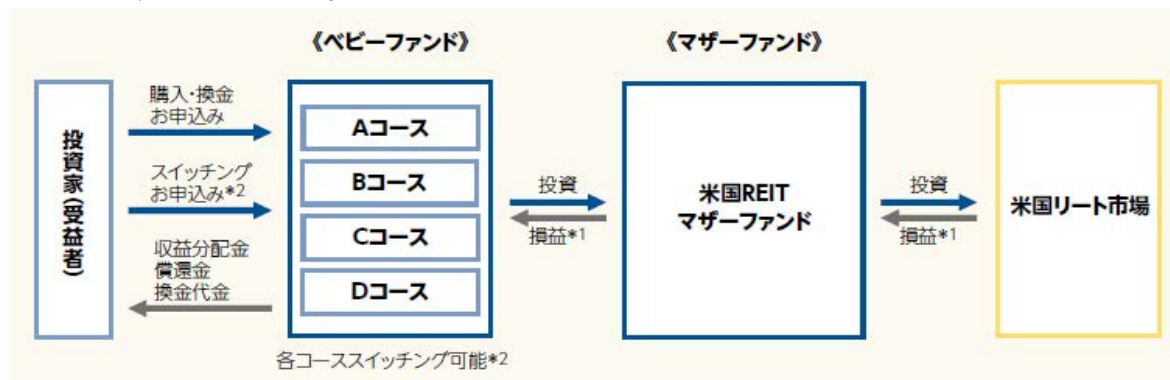 《ベビーファンド》
《マザーファンド》
投資家(受益者)
購入・換金
お申込み
スイッチング
お申込み*2
収益分配金
償還金
換金代金
Aコース
Bコース
Cコース
Dコース
各コーススイッチング可能*2
投資
損益*1
米国REIT
マザーファンド
投資
損益*1
米国リート市場